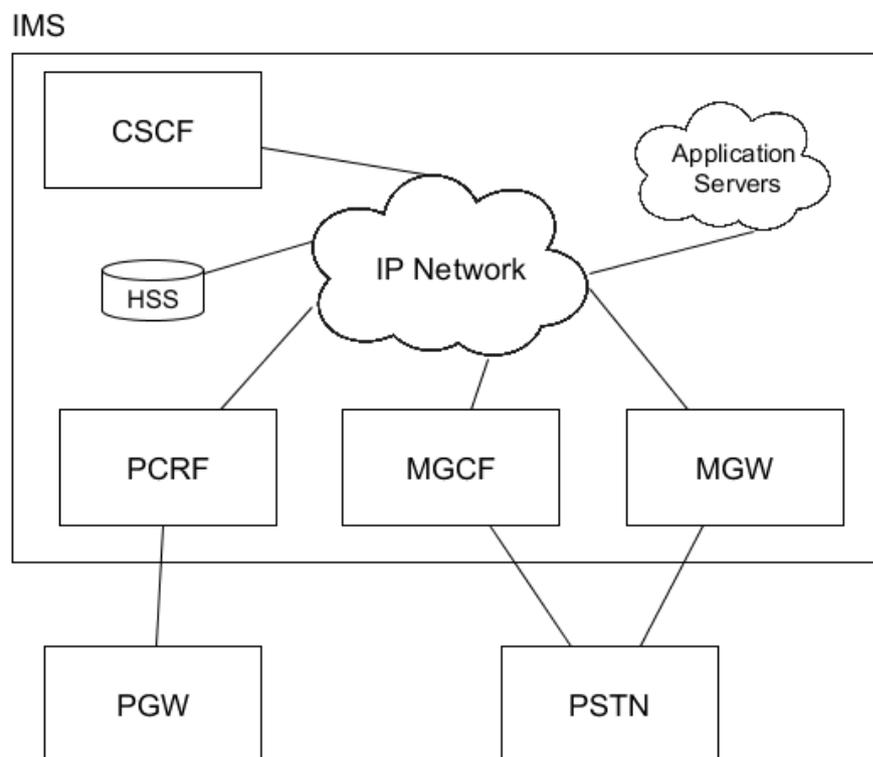 IMS
CSCF
Application
Servers
IP Network
HSS
PCRF
MGCF
MGW
PGW
PSTN